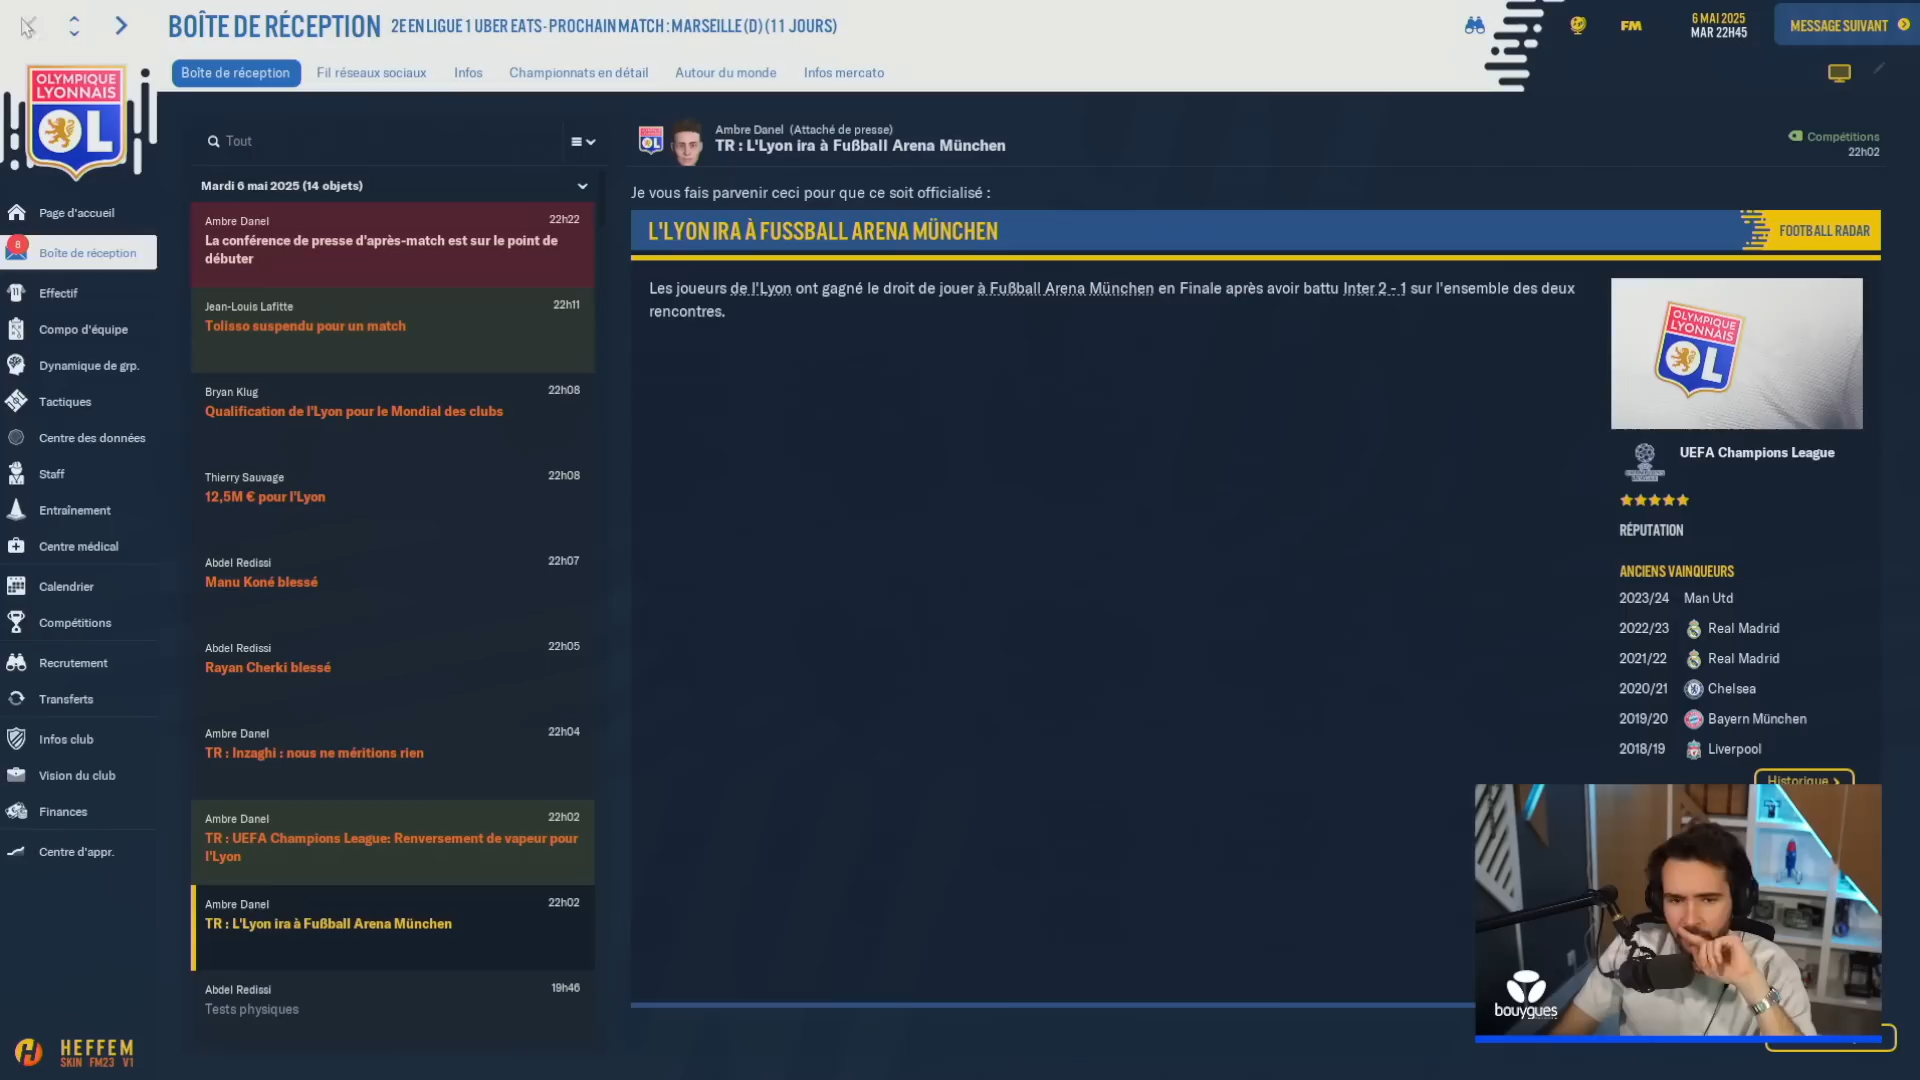 BOÎTE DE RÉCEPTION
2E EN LIGUE 1 UBER EATS - PROCHAIN MATCH : MARSEILLE (D) (11 JOURS)
FM
6 MAI 2025
MAR 22H45
MESSAGE SUIVANT
Boîte de réception
Fil réseaux sociaux
Infos
Championnats en détail
Autour du monde
Infos mercato
OLYMPIQUE
LYONNAIS
OL
Page d'accueil
8
Boîte de réception
Effectif
Compo d'équipe
Dynamique de grp.
Tactiques
Centre des données
Staff
Entraînement
Centre médical
Calendrier
Compétitions
Recrutement
Transferts
Infos club
Vision du club
Finances
Centre d'appr.
HEFFEM
SKIN FM23 V1
Tout
Mardi 6 mai 2025 (14 objets)
Ambre Danel 22h22
La conférence de presse d'après-match est sur le point de
débuter
Jean-Louis Lafitte 22h11
Tolisso suspendu pour un match
Bryan Klug 22h08
Qualification de l'Lyon pour le Mondial des clubs
Thierry Sauvage 22h08
12,5M € pour l'Lyon
Abdel Redissi 22h07
Manu Koné blessé
Abdel Redissi 22h05
Rayan Cherki blessé
Ambre Danel 22h04
TR : Inzaghi : nous ne méritions rien
Ambre Danel 22h02
TR : UEFA Champions League: Renversement de vapeur pour
l'Lyon
Ambre Danel 22h02
TR : L'Lyon ira à Fußball Arena München
Abdel Redissi 19h46
Tests physiques
Ambre Danel (Attaché de presse)
TR : L'Lyon ira à Fußball Arena München
Compétitions
22h02
Je vous fais parvenir ceci pour que ce soit officialisé :
L'LYON IRA À FUSSBALL ARENA MÜNCHEN
FOOTBALL RADAR
Les joueurs de l'Lyon ont gagné le droit de jouer à Fußball Arena München en Finale après avoir battu Inter 2 - 1 sur l'ensemble des deux
rencontres.
OLYMPIQUE
LYONNAIS
OL
UEFA Champions League
RÉPUTATION
ANCIENS VAINQUEURS
2023/24 Man Utd
2022/23 Real Madrid
2021/22 Real Madrid
2020/21 Chelsea
2019/20 Bayern München
2018/19 Liverpool
Historique >
bouygues